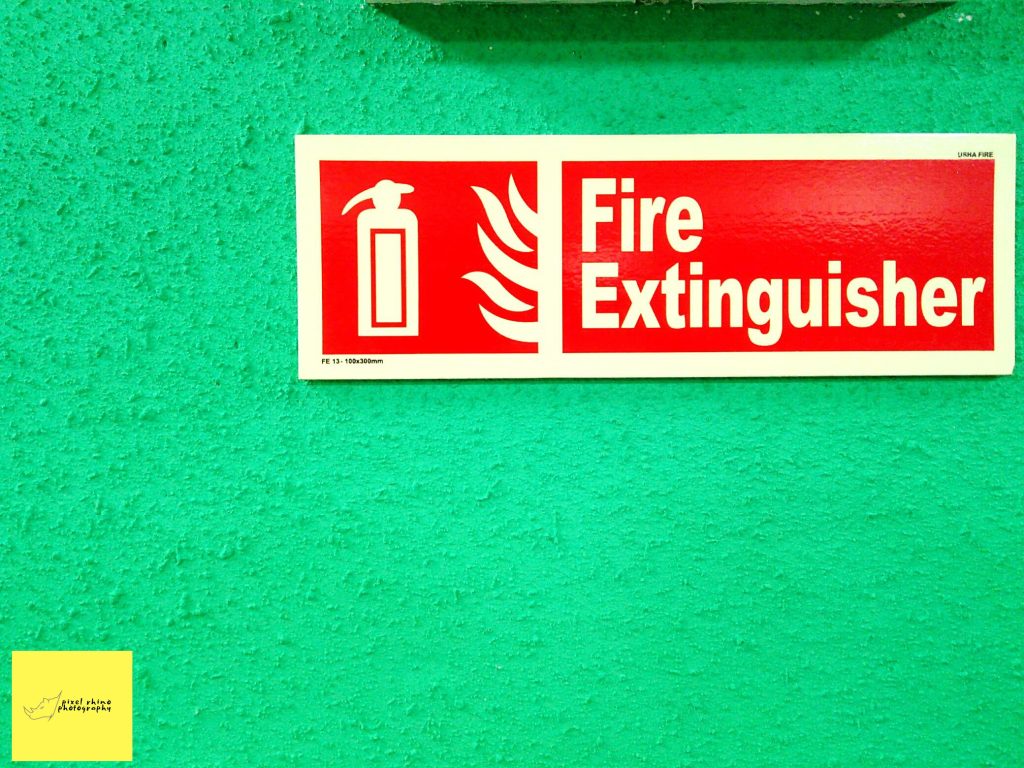 USHA FIRE
Fire
Extinguisher
FE 13 - 100x300mm
pixel rhino
photography